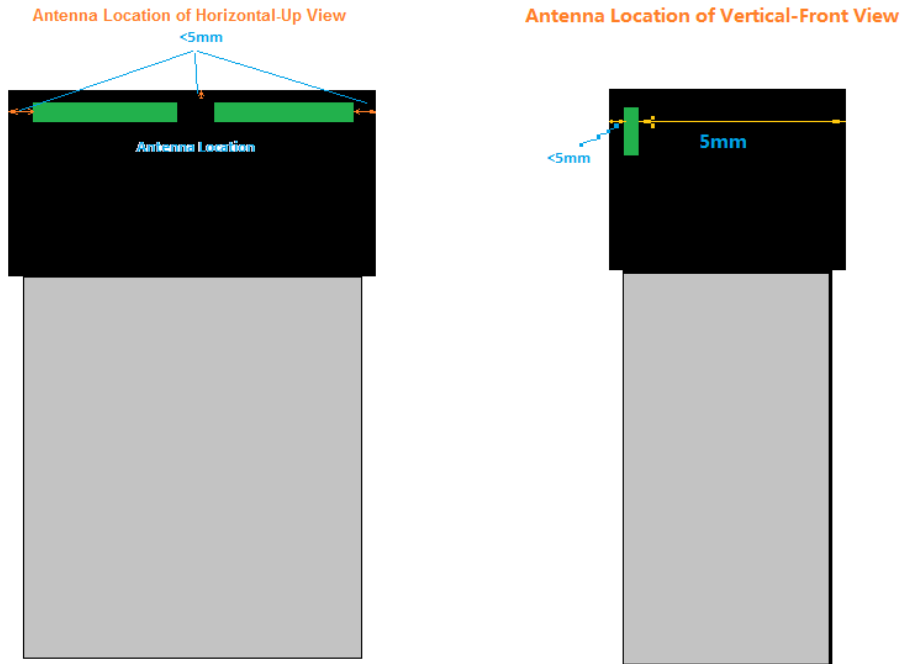 Antenna Location of Horizontal-Up View
<5mm
Antenna Location
Antenna Location of Vertical-Front View
<5mm
5mm